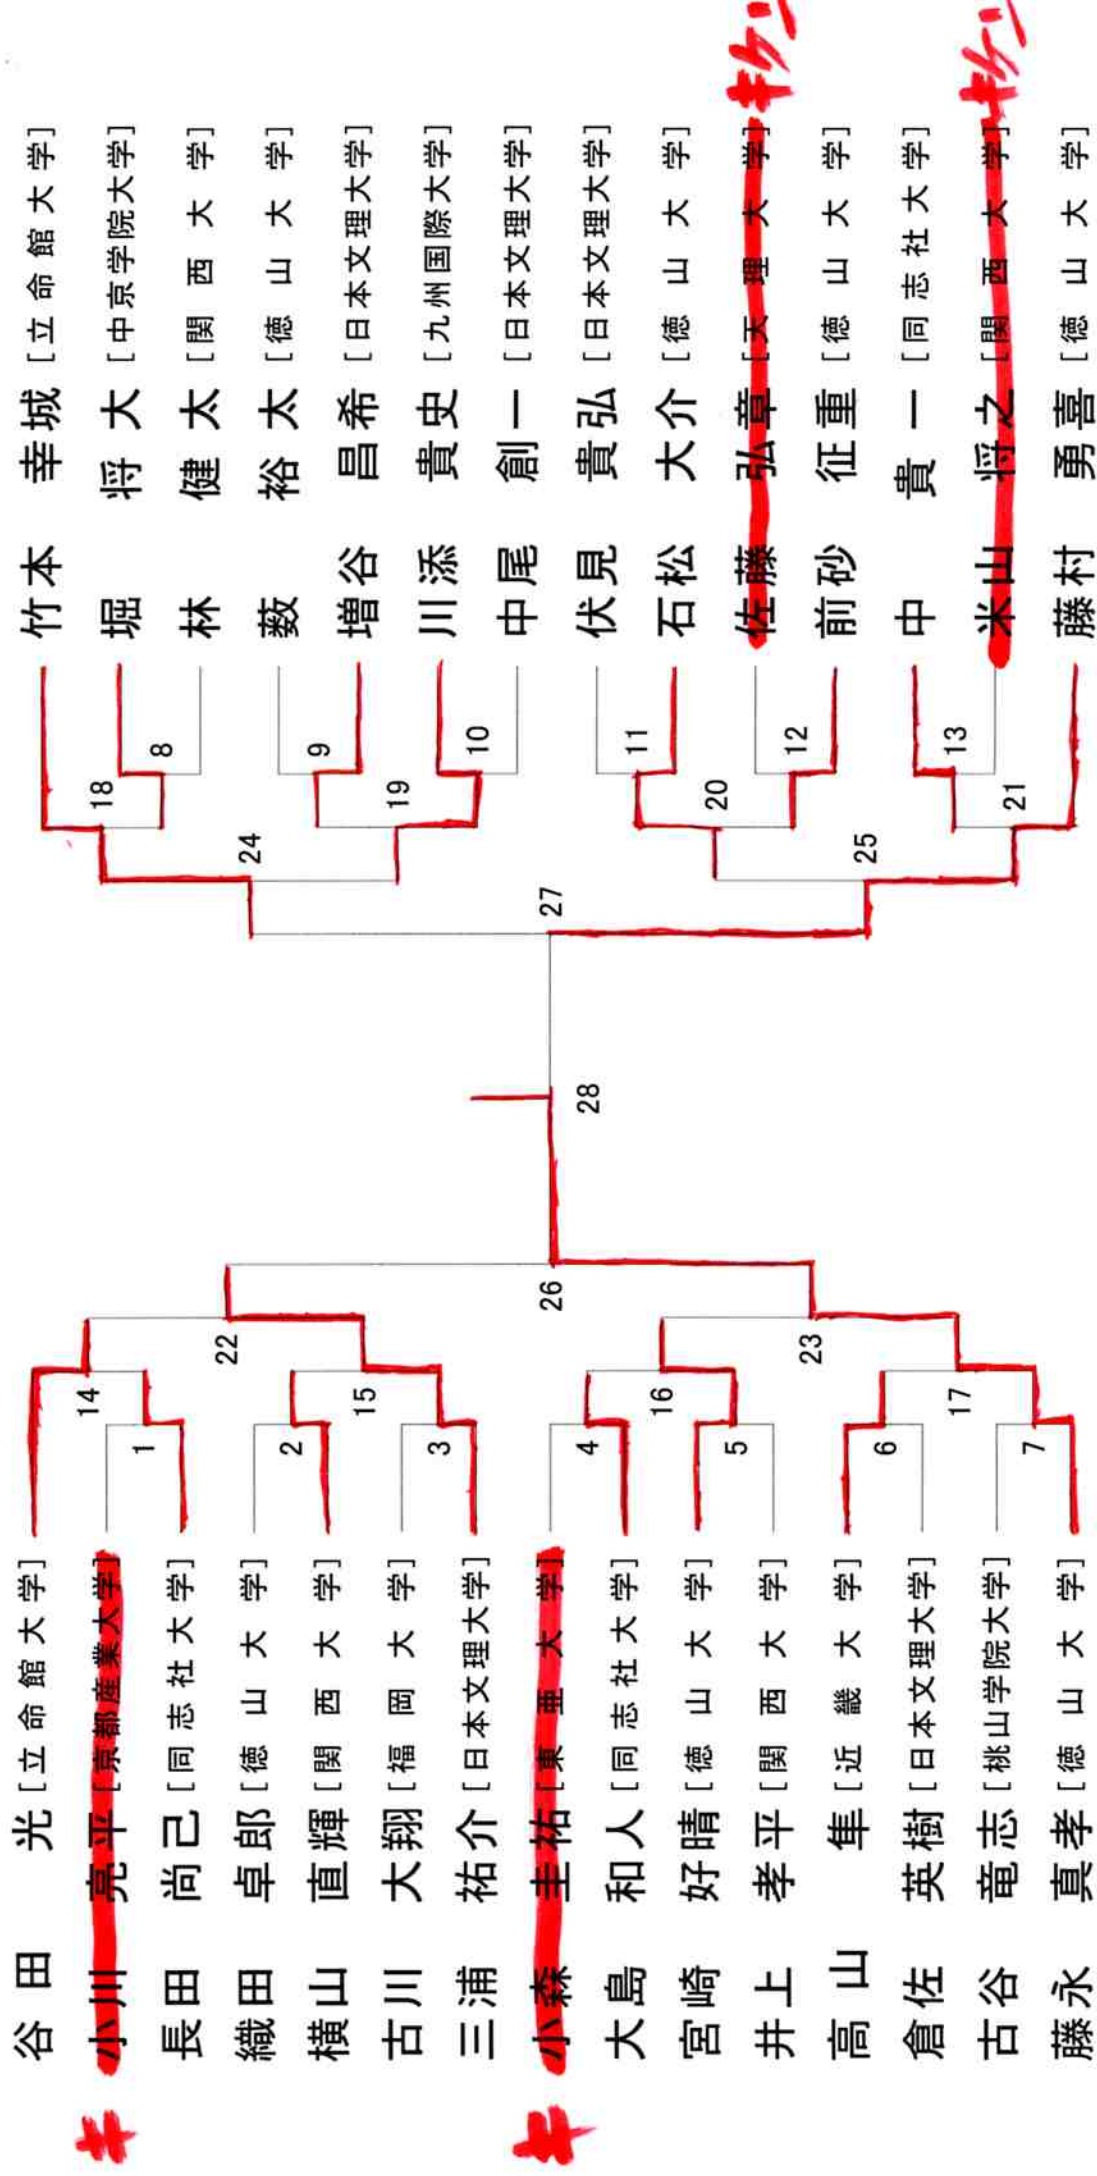 谷田 光 [立命館大学]
小川 亮平 [京都産業大学]
長田 尚己 [同志社大学]
織田 卓郎 [徳山大学]
横山 直輝 [関西大学]
古川 大翔 [福岡大学]
三浦 祐介 [日本文理大学]
小森 圭祐 [東亜大学]
大島 和人 [同志社大学]
宮崎 好晴 [徳山大学]
井上 孝平 [関西大学]
高山 隼 [近畿大学]
倉佐 英樹 [日本文理大学]
古谷 竜志 [桃山学院大学]
藤永 真孝 [徳山大学]
キ
キ
1
2
3
4
5
6
7
14
15
16
17
22
23
26
28
27
24
25
18
19
20
21
8
9
10
11
12
13
竹本 幸城 [立命館大学]
堀 将大 [中京学院大学]
林 健太 [関西大学]
薮 裕太 [徳山大学]
増谷 昌希 [日本文理大学]
川添 貴史 [九州国際大学]
中尾 創一 [日本文理大学]
伏見 貴弘 [日本文理大学]
石松 大介 [徳山大学]
佐藤 弘章 [天理大学] キケン
前砂 征重 [徳山大学]
中 貴一 [同志社大学]
米山 将之 [関西大学] キケン
藤村 勇喜 [徳山大学]